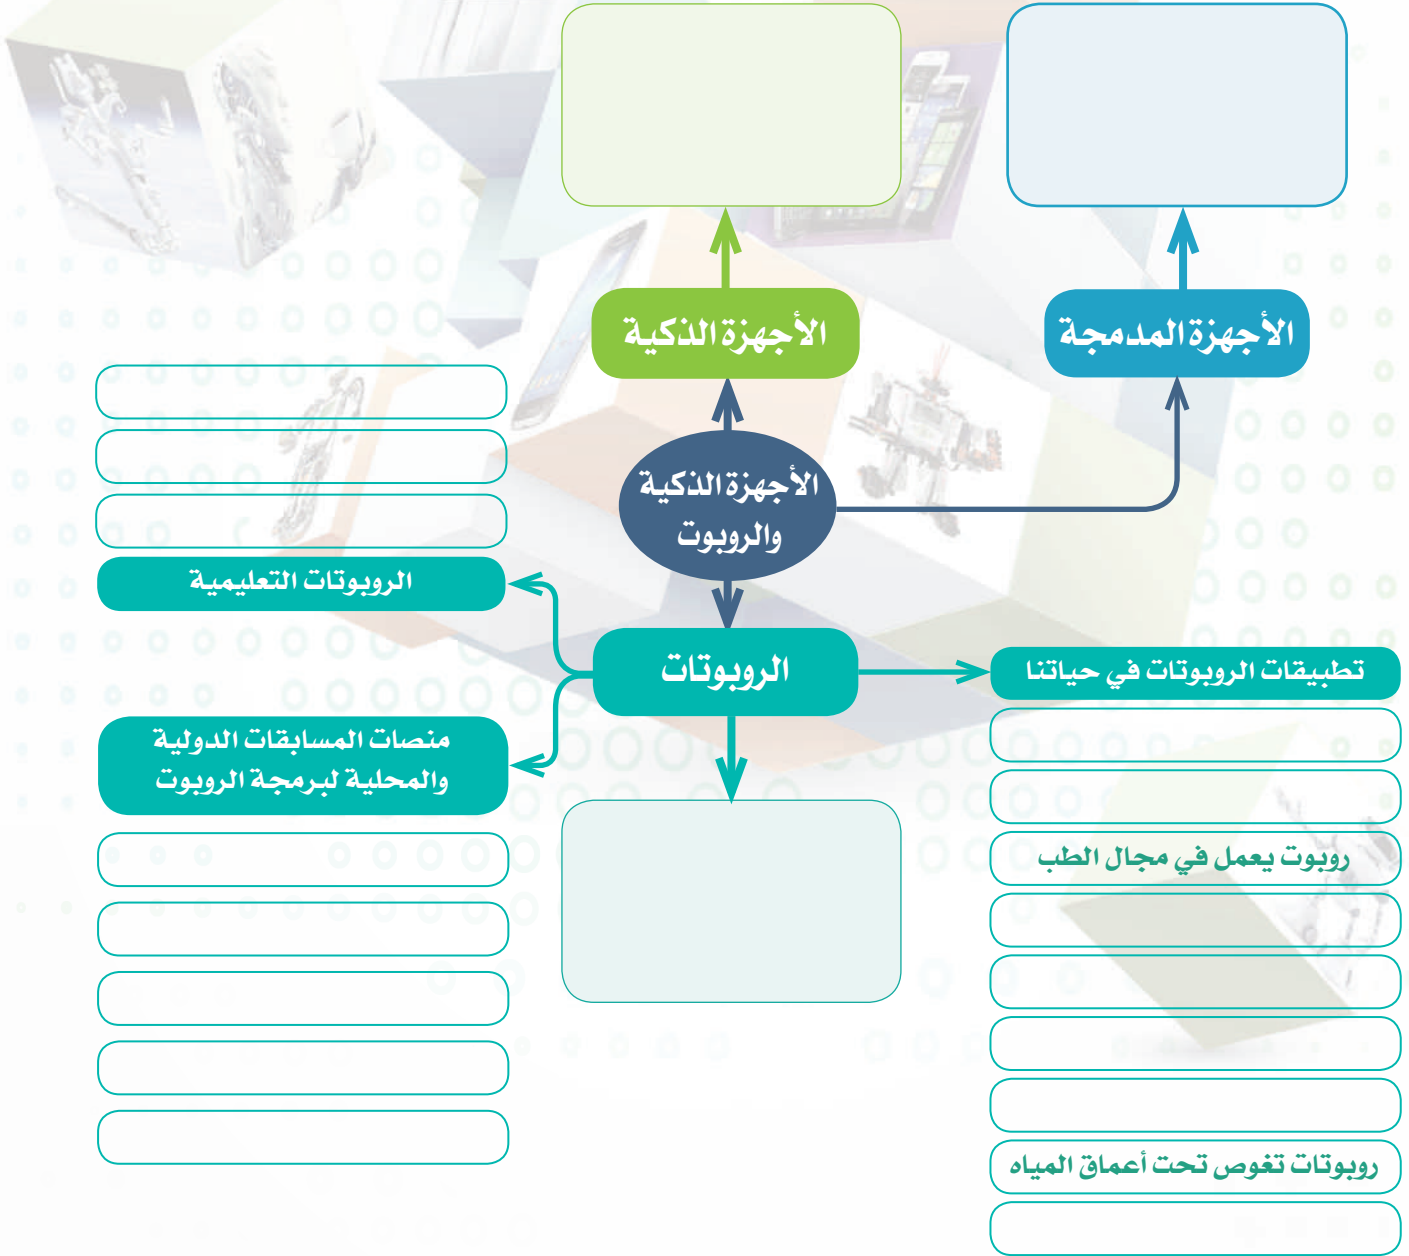 الأجهزة المدمجة
الأجهزة الذكية
الأجهزة الذكية
والروبوت
الروبوتات التعليمية
الروبوتات
تطبيقات الروبوتات في حياتنا
منصات المسابقات الدولية
والمحلية لبرمجة الروبوت
روبوت يعمل في مجال الطب
روبوتات تغوص تحت أعماق المياه